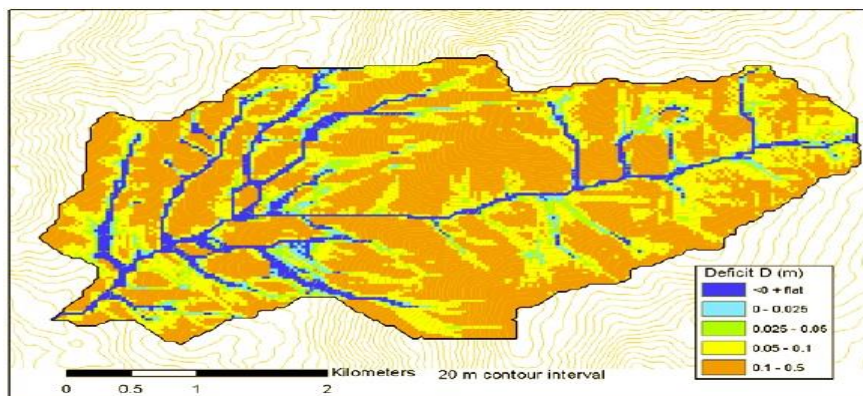 Deficit D (m)
<0 + flat
0 - 0.025
0.025 - 0.05
0.05 - 0.1
0.1 - 0.5
Kilometers
20 m contour interval
0 0.5 1 2